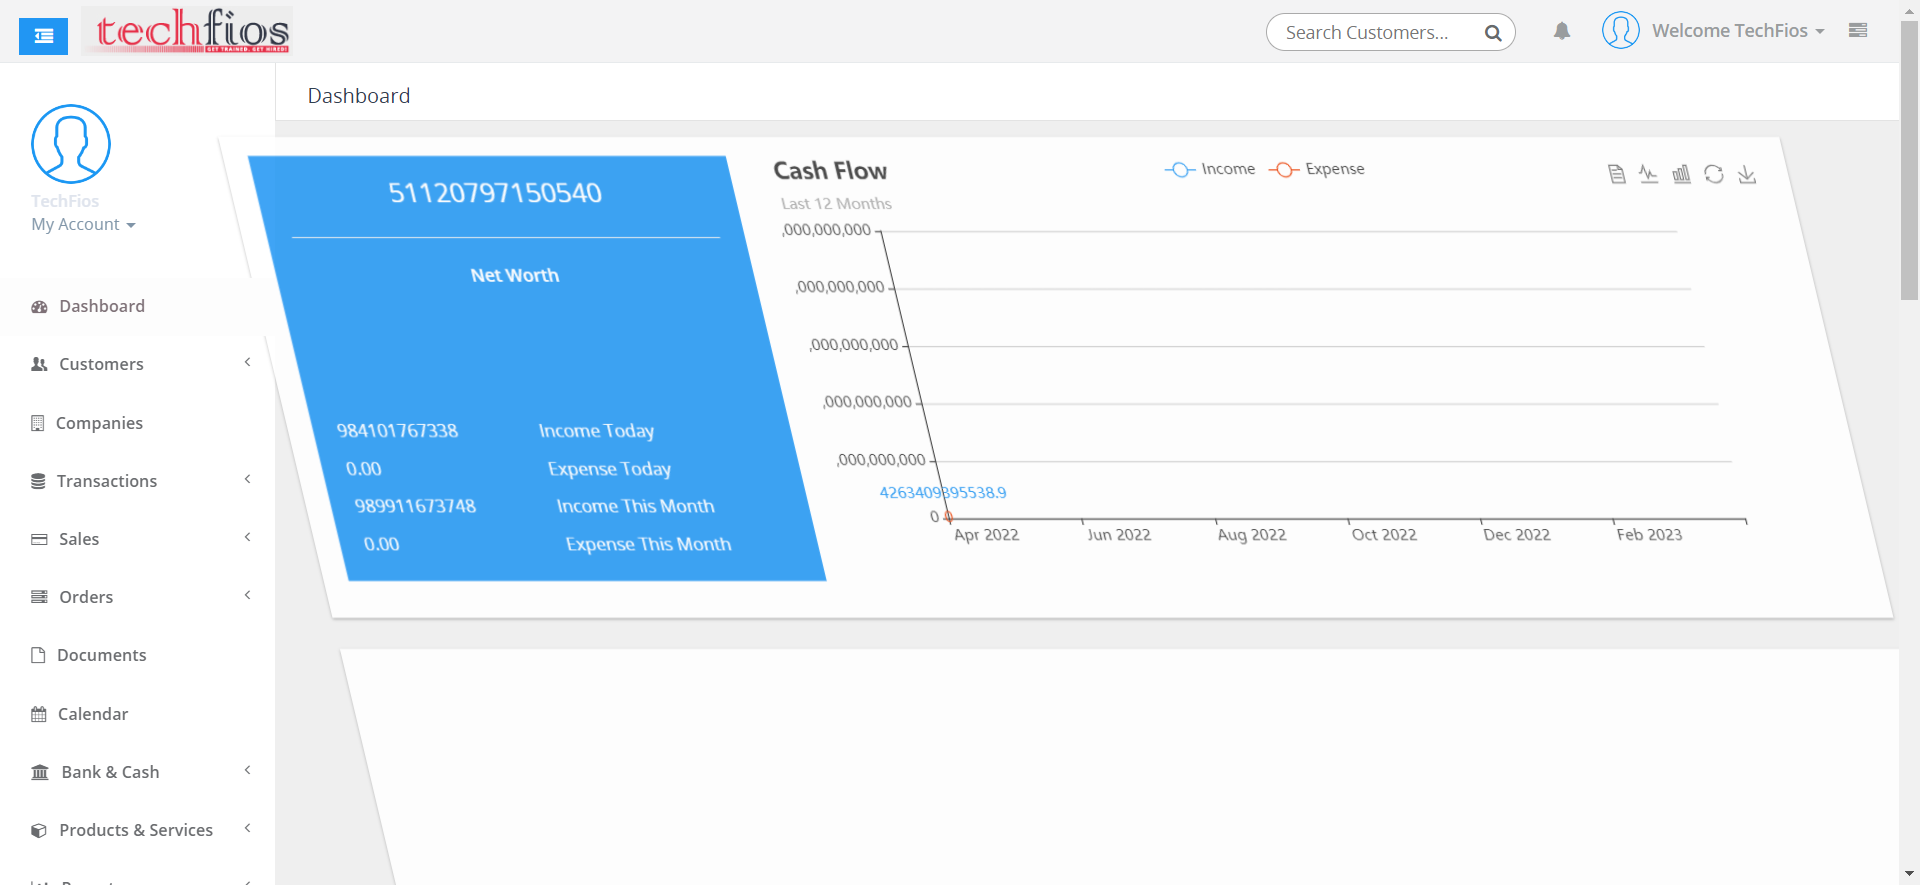 techfios
GET TRAINED. GET HIRED!
Search Customers...
Welcome TechFios
Dashboard
TechFios
My Account
Dashboard
Customers
Companies
Transactions
Sales
Orders
Documents
Calendar
Bank & Cash
Products & Services
51120797150540
Net Worth
984101767338 Income Today
0.00 Expense Today
989911673748 Income This Month
0.00 Expense This Month
Cash Flow
Last 12 Months
Income Expense
,000,000,000
,000,000,000
,000,000,000
,000,000,000
,000,000,000
4263409395538.9
0 0
Apr 2022 Jun 2022 Aug 2022 Oct 2022 Dec 2022 Feb 2023